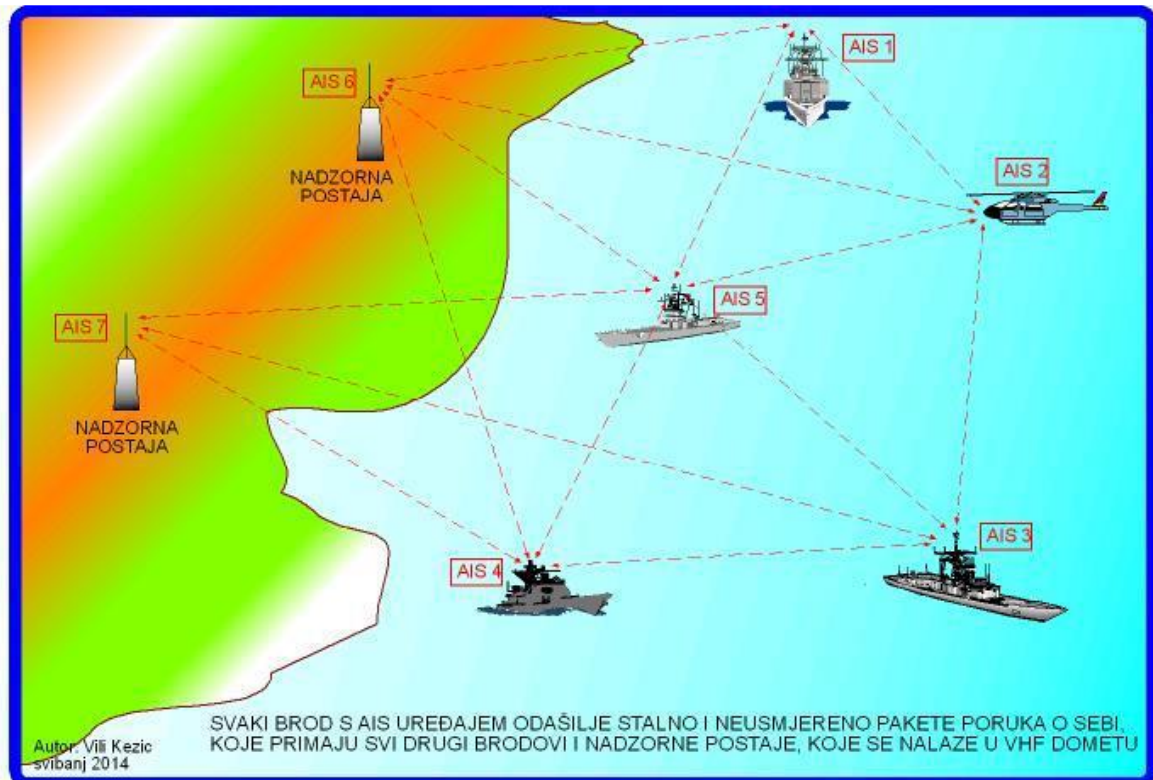 AIS 1
AIS 6
NADZORNA
POSTAJA
AIS 2
AIS 5
AIS 7
NADZORNA
POSTAJA
AIS 3
AIS 4
SVAKI BROD S AIS UREĐAJEM ODAŠILJE STALNO I NEUSMJERENO PAKETE PORUKA O SEBI,
KOJE PRIMAJU SVI DRUGI BRODOVI I NADZORNE POSTAJE, KOJE SE NALAZE U VHF DOMETU
Autor: Vili Kezic
svibanj 2014